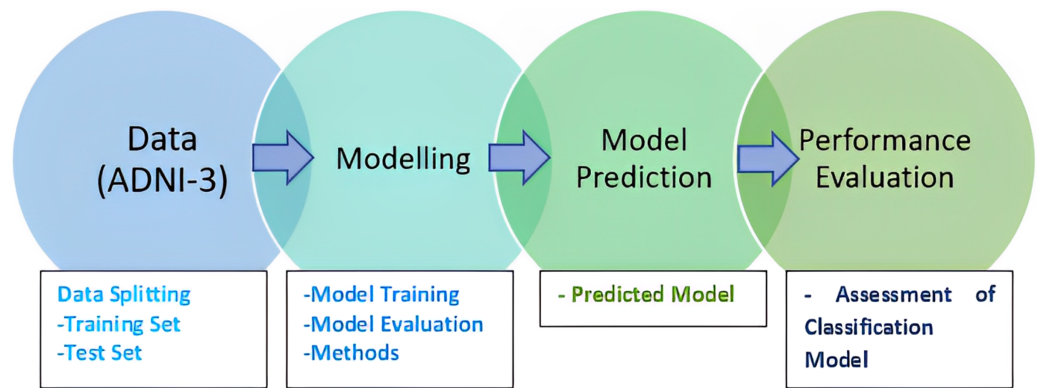 Data
(ADNI-3)
Modelling
Model
Prediction
Performance
Evaluation
Data Splitting
-Training Set
-Test Set
-Model Training
-Model Evaluation
-Methods
- Predicted Model
- Assessment of
Classification
Model